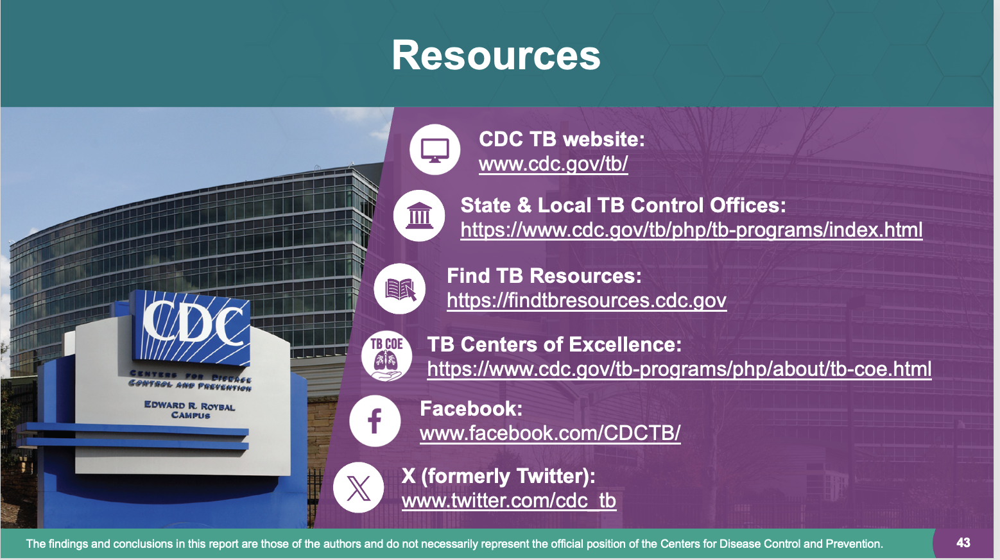 Resources
CDC TB website:
www.cdc.gov/tb/
State & Local TB Control Offices:
https://www.cdc.gov/tb/php/tb-programs/index.html
Find TB Resources:
https://findtbresources.cdc.gov
TB COE
TB Centers of Excellence:
https://www.cdc.gov/tb-programs/php/about/tb-coe.html
Facebook:
www.facebook.com/CDCTB/
X (formerly Twitter):
www.twitter.com/cdc_tb
CDC
CENTERS FOR DISEASE
CONTROL AND PREVENTION
EDWARD R. ROYBAL
CAMPUS
The findings and conclusions in this report are those of the authors and do not necessarily represent the official position of the Centers for Disease Control and Prevention.
43